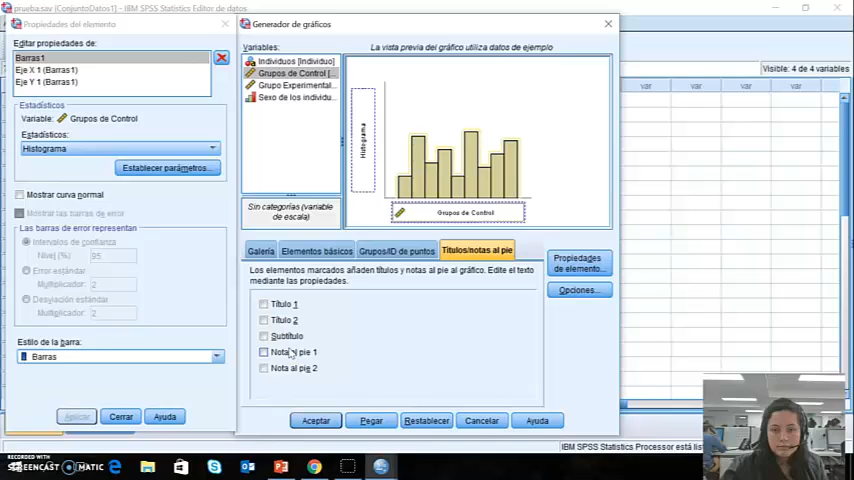 prueba.sav [ConjuntoDatos1] - IBM SPSS Statistics Editor de datos
Propiedades del elemento
Editar propiedades de:
Barras1
Eje X 1 (Barras1)
Eje Y 1 (Barras1)
Estadísticos
Variable: Grupos de Control
Estadísticos:
Histograma
Establecer parámetros...
Mostrar curva normal
Mostrar las barras de error
Las barras de error representan
Intervalos de confianza
Nivel (%) 95
Error estándar
Multiplicador: 2
Desviación estándar
Multiplicador: 2
Estilo de la barra:
Barras
Aplicar Cerrar Ayuda
Generador de gráficos
Variables:
La vista previa del gráfico utiliza datos de ejemplo
Individuos [Individuo]
Grupos de Control [...
Grupo Experimental...
Sexo de los individu...
Sin categorías (variable
de escala)
Histograma
Grupos de Control
Galería Elementos básicos Grupos/ID de puntos Títulos/notas al pie
Los elementos marcados añaden títulos y notas al pie al gráfico. Edite el texto
mediante las propiedades.
Título 1
Título 2
Subtítulo
Nota al pie 1
Nota al pie 2
Propiedades
de elemento...
Opciones...
Aceptar Pegar Restablecer Cancelar Ayuda
Visible: 4 de 4 variables
var var var var
IBM SPSS Statistics Processor está lis
SCREENCAST MATIC